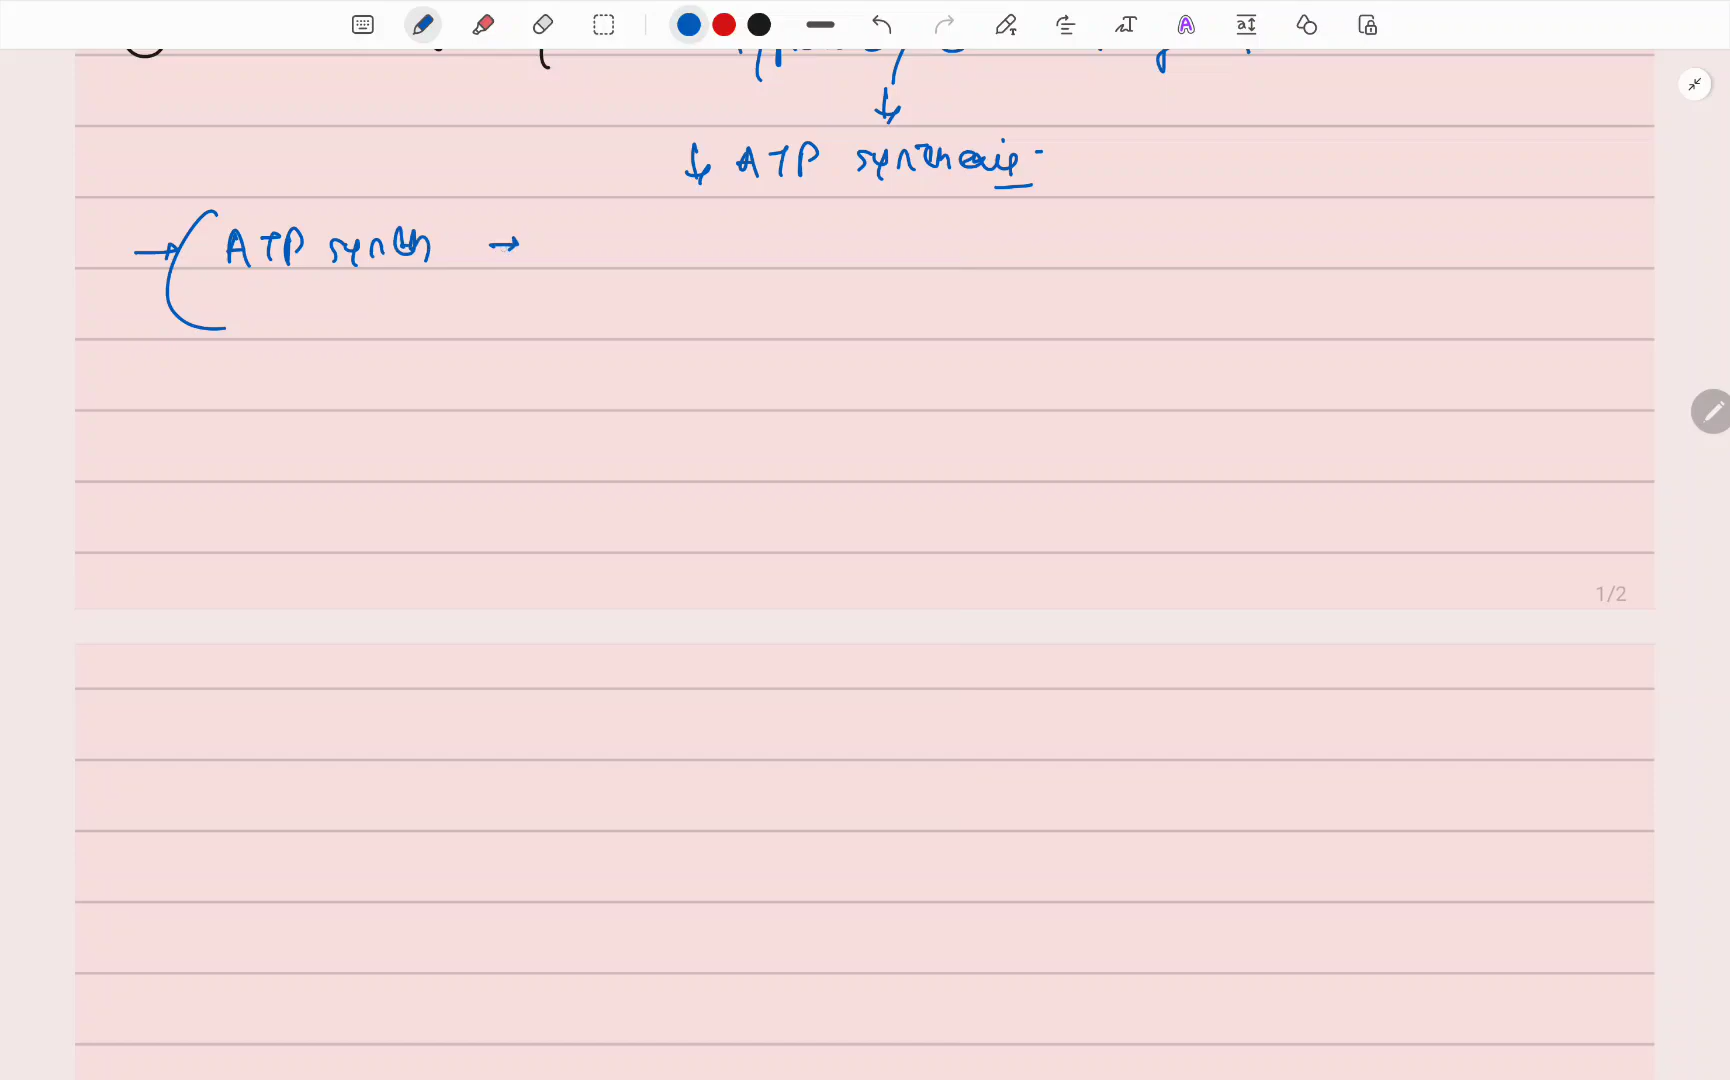 ↓
↓ ATP synthesis -
→ ( ATP synth →
1/2